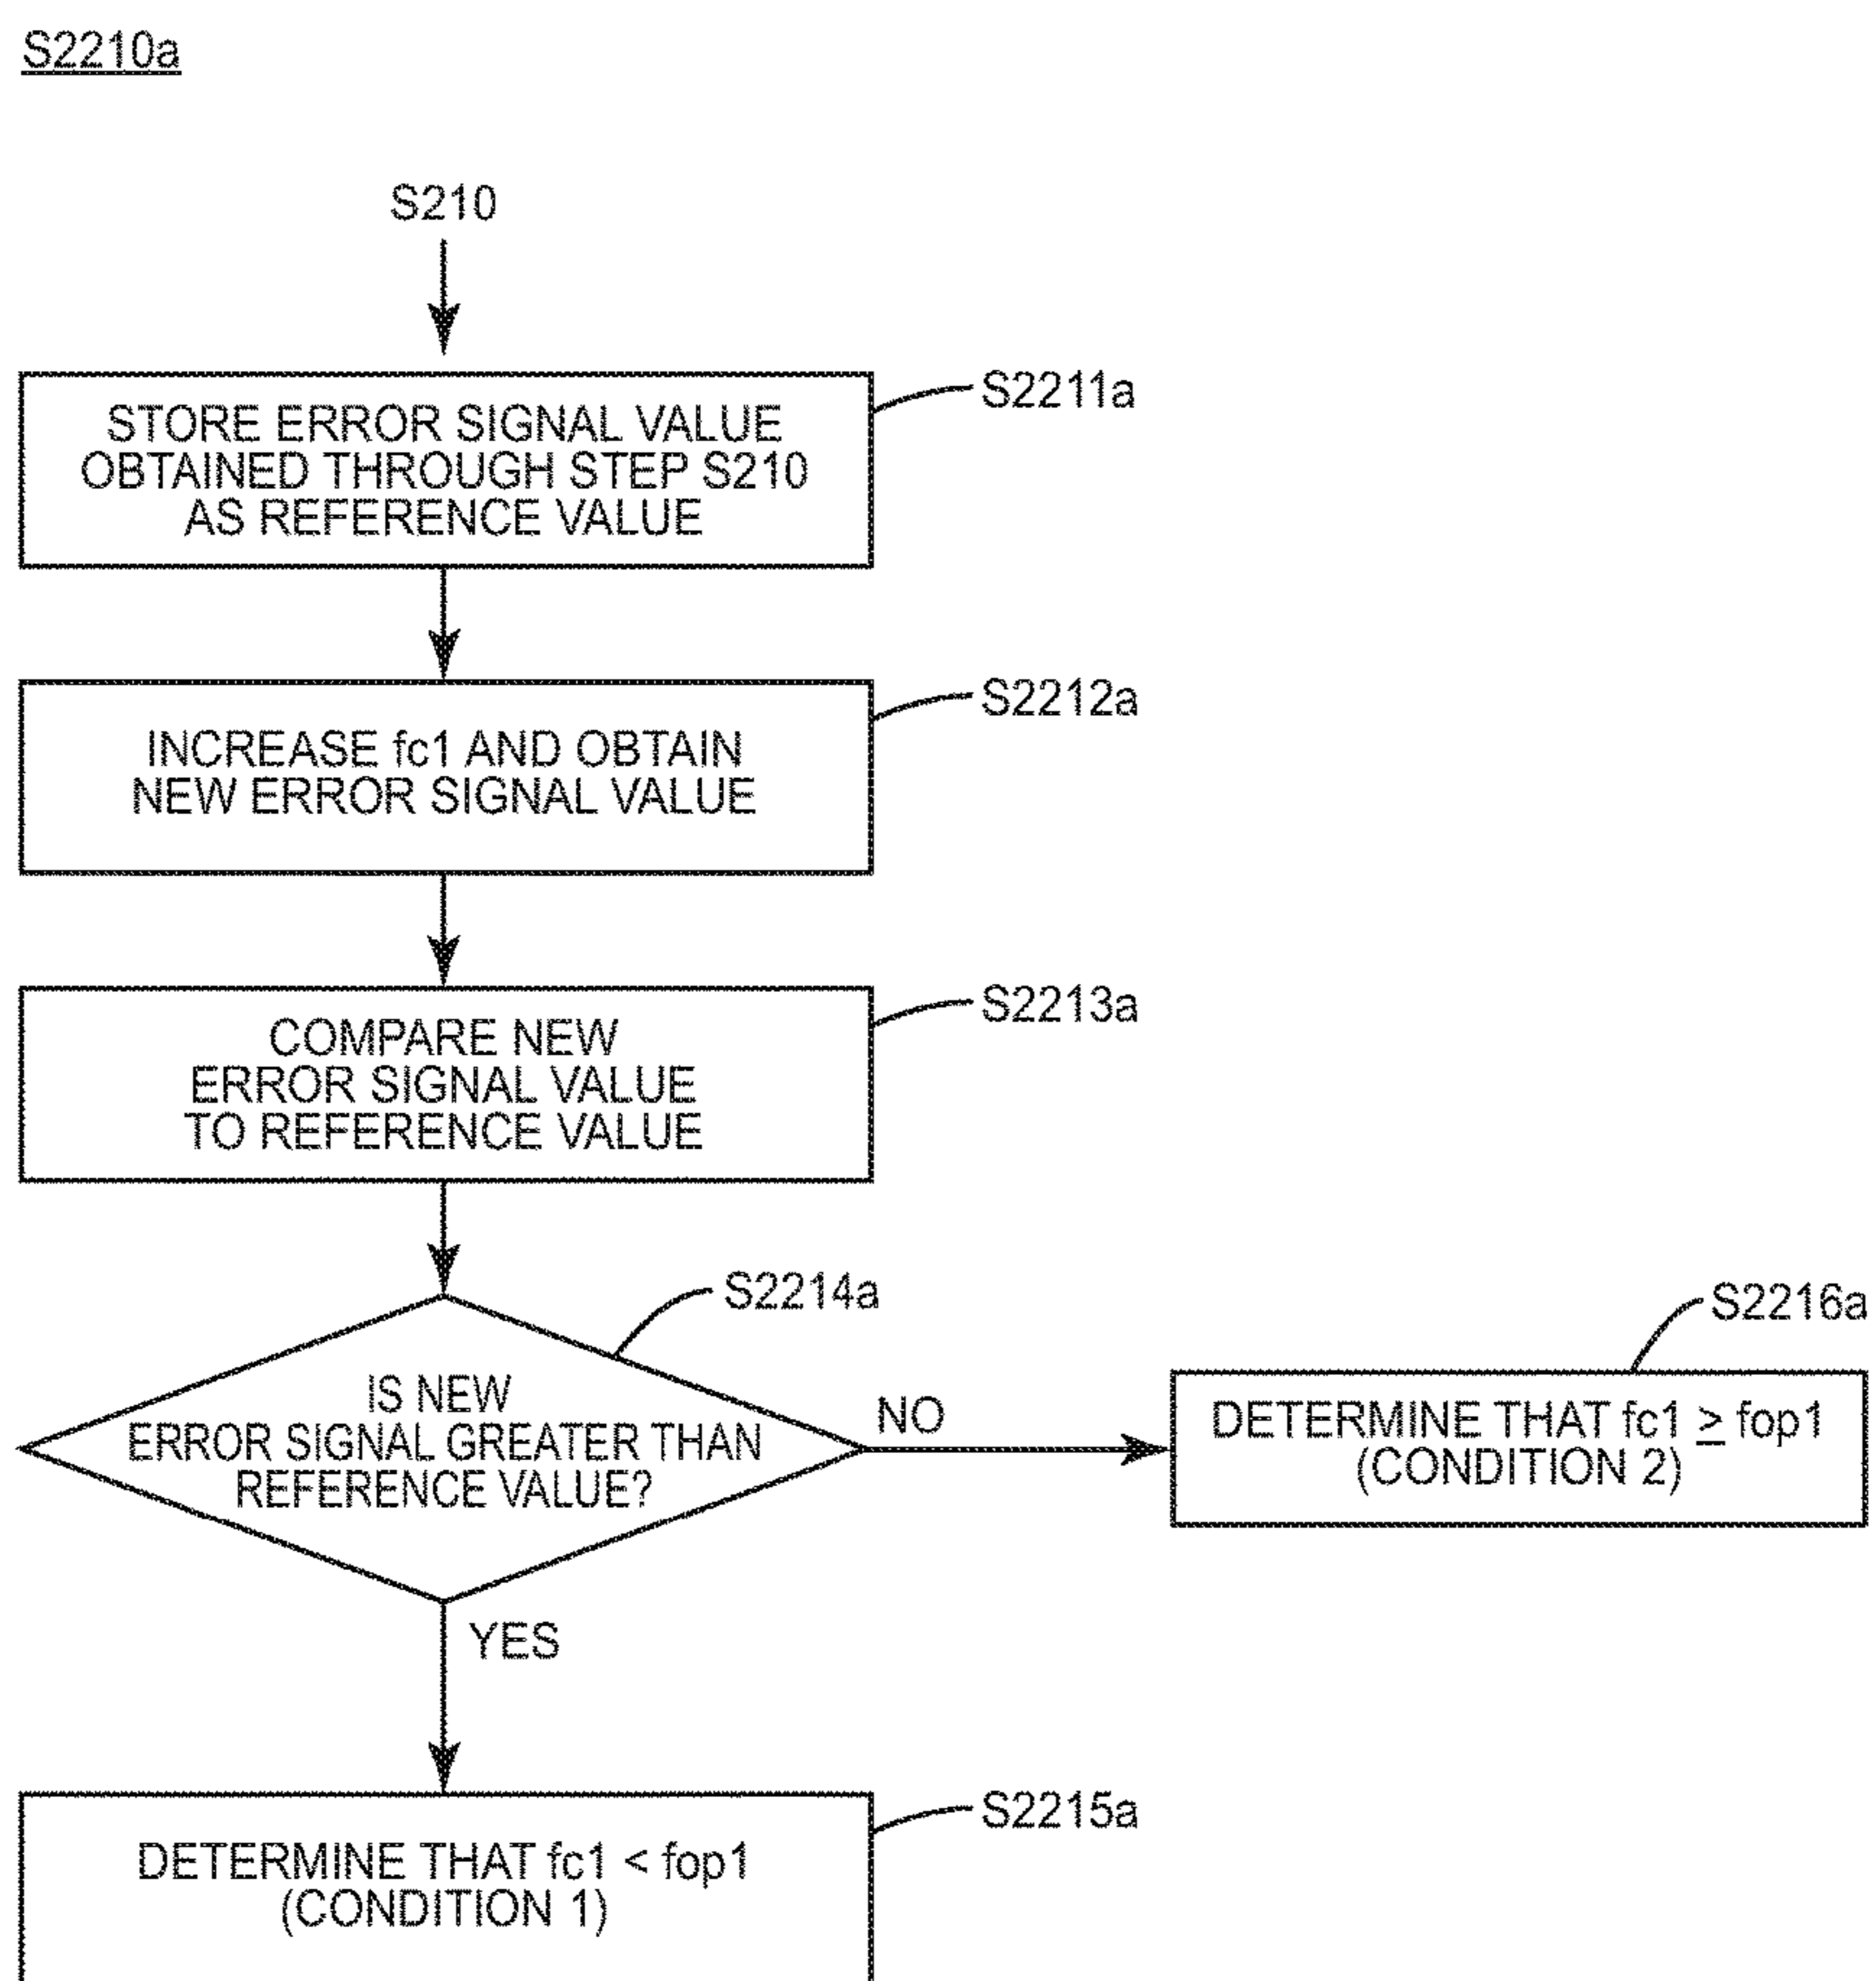 S2210a
S210
STORE ERROR SIGNAL VALUE
OBTAINED THROUGH STEP S210
AS REFERENCE VALUE
S2211a
INCREASE fc1 AND OBTAIN
NEW ERROR SIGNAL VALUE
S2212a
COMPARE NEW
ERROR SIGNAL VALUE
TO REFERENCE VALUE
S2213a
IS NEW
ERROR SIGNAL GREATER THAN
REFERENCE VALUE?
S2214a
NO
DETERMINE THAT fc1 ≥ fop1
(CONDITION 2)
S2216a
YES
DETERMINE THAT fc1 < fop1
(CONDITION 1)
S2215a